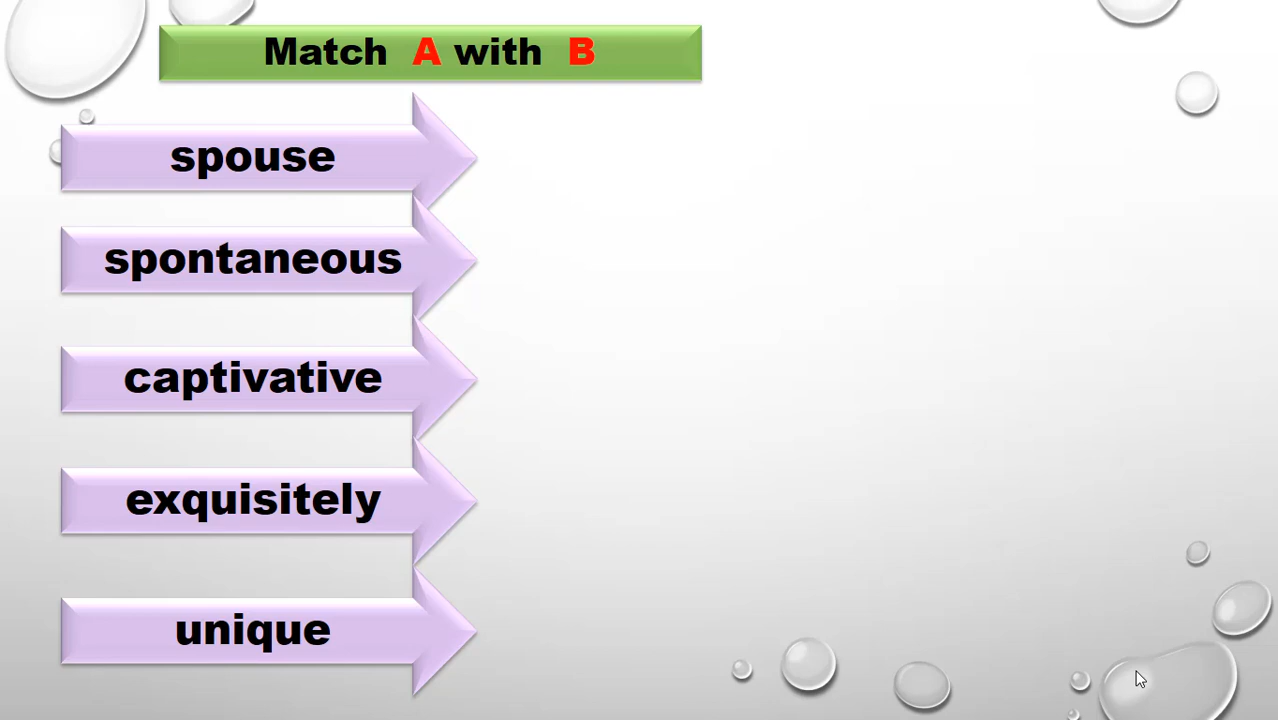 Match A with B
spouse
spontaneous
captivative
exquisitely
unique